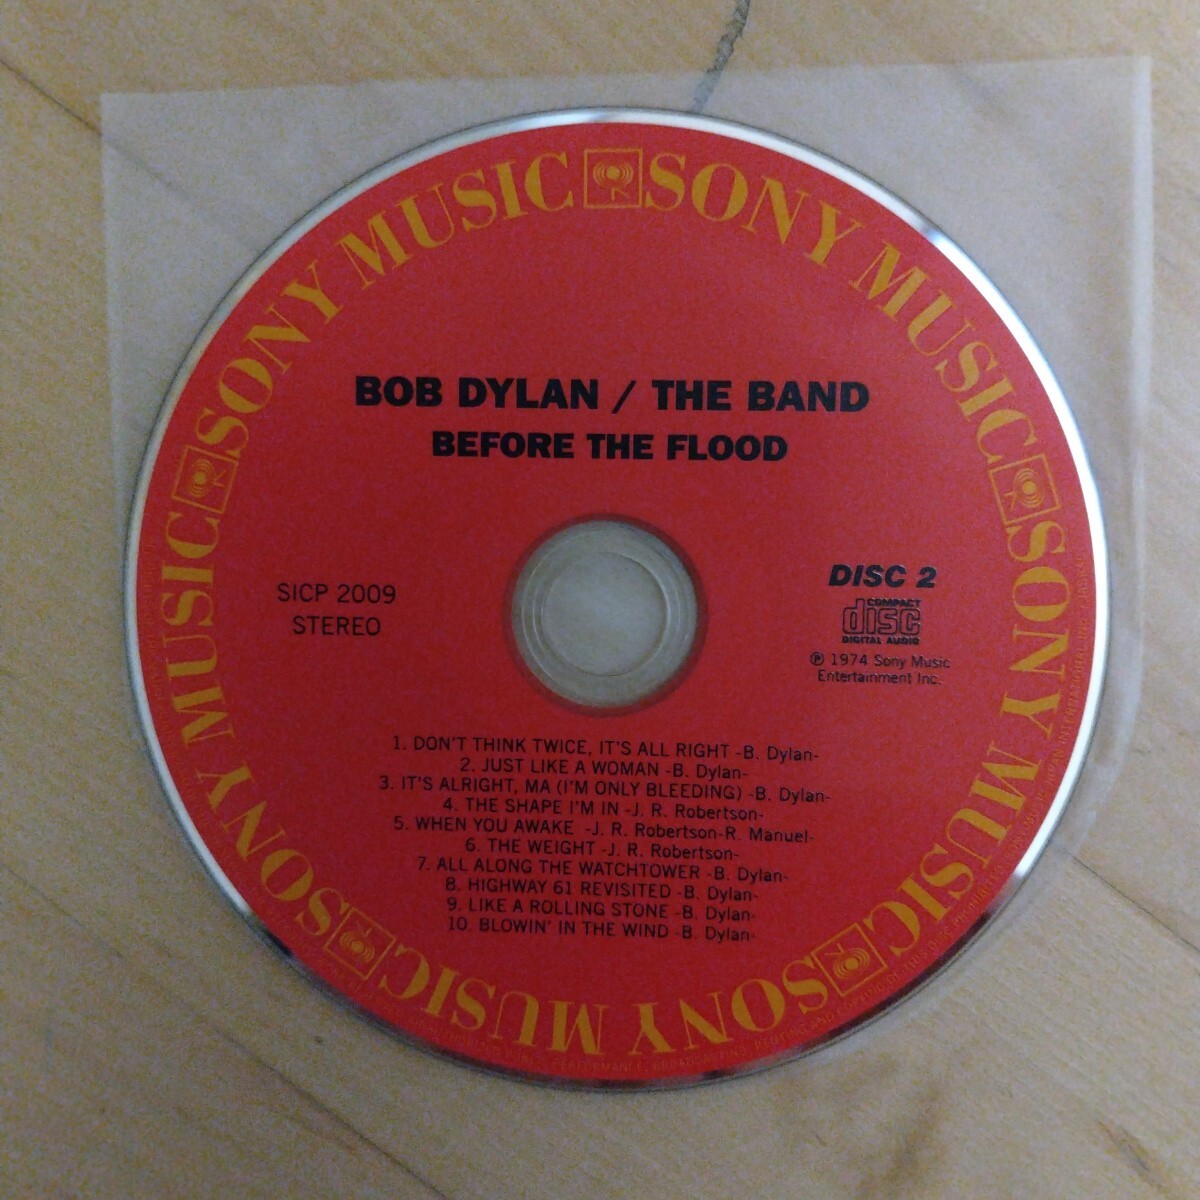 SONY MUSIC SONY MUSIC SONY MUSIC SONY MUSIC SONY MUSIC
BOB DYLAN / THE BAND
BEFORE THE FLOOD
SICP 2009
STEREO
DISC 2
COMPACT
disc
DIGITAL AUDIO
℗ 1974 Sony Music
Entertainment Inc.
1. DON'T THINK TWICE, IT'S ALL RIGHT -B. Dylan-
2. JUST LIKE A WOMAN -B. Dylan-
3. IT'S ALRIGHT, MA (I'M ONLY BLEEDING) -B. Dylan-
4. THE SHAPE I'M IN -J. R. Robertson-
5. WHEN YOU AWAKE -J. R. Robertson-R. Manuel-
6. THE WEIGHT -J. R. Robertson-
7. ALL ALONG THE WATCHTOWER -B. Dylan-
8. HIGHWAY 61 REVISITED -B. Dylan-
9. LIKE A ROLLING STONE -B. Dylan-
10. BLOWIN' IN THE WIND -B. Dylan-